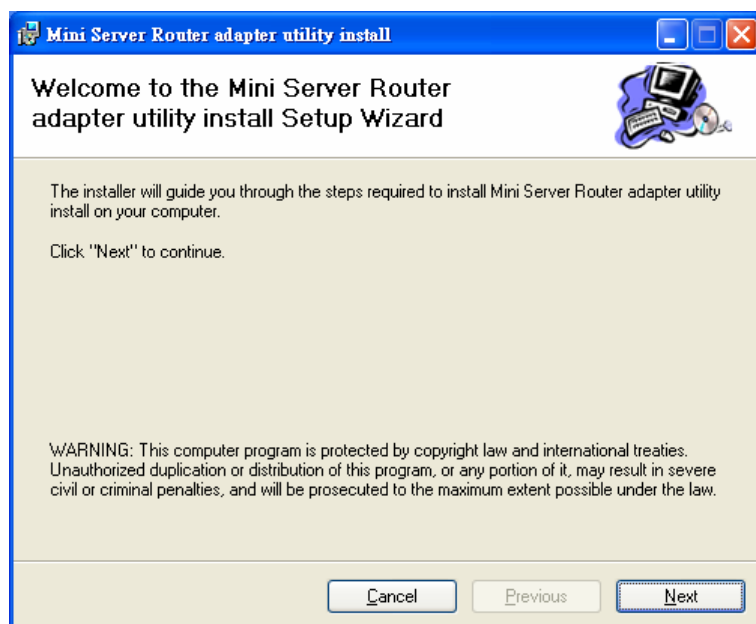 Mini Server Router adapter utility install
Welcome to the Mini Server Router
adapter utility install Setup Wizard
The installer will guide you through the steps required to install Mini Server Router adapter utility
install on your computer.
Click "Next" to continue.
WARNING: This computer program is protected by copyright law and international treaties.
Unauthorized duplication or distribution of this program, or any portion of it, may result in severe
civil or criminal penalties, and will be prosecuted to the maximum extent possible under the law.
Cancel
Previous
Next